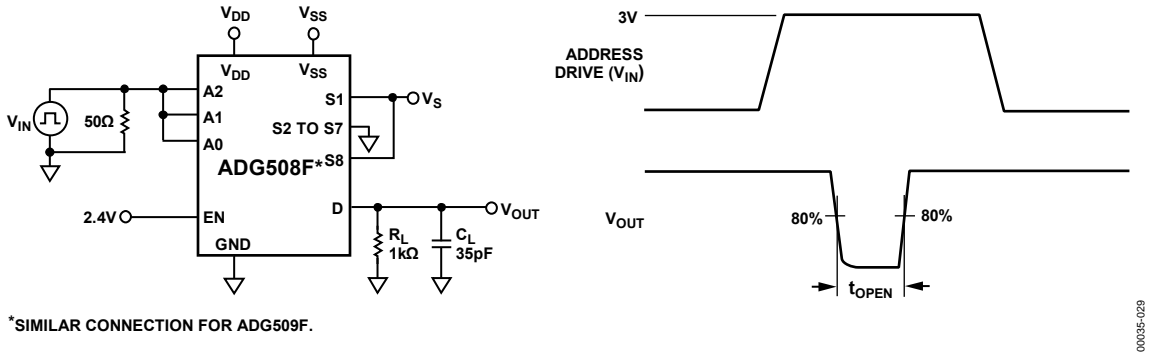 VDD
VSS
VDD
VSS
A2
A1
A0
VIN
50Ω
S1
VS
S2 TO S7
S8
ADG508F*
2.4V
EN
D
VOUT
GND
RL
1kΩ
CL
35pF
*SIMILAR CONNECTION FOR ADG509F.
3V
ADDRESS
DRIVE (VIN)
VOUT
80%
80%
tOPEN
00035-029